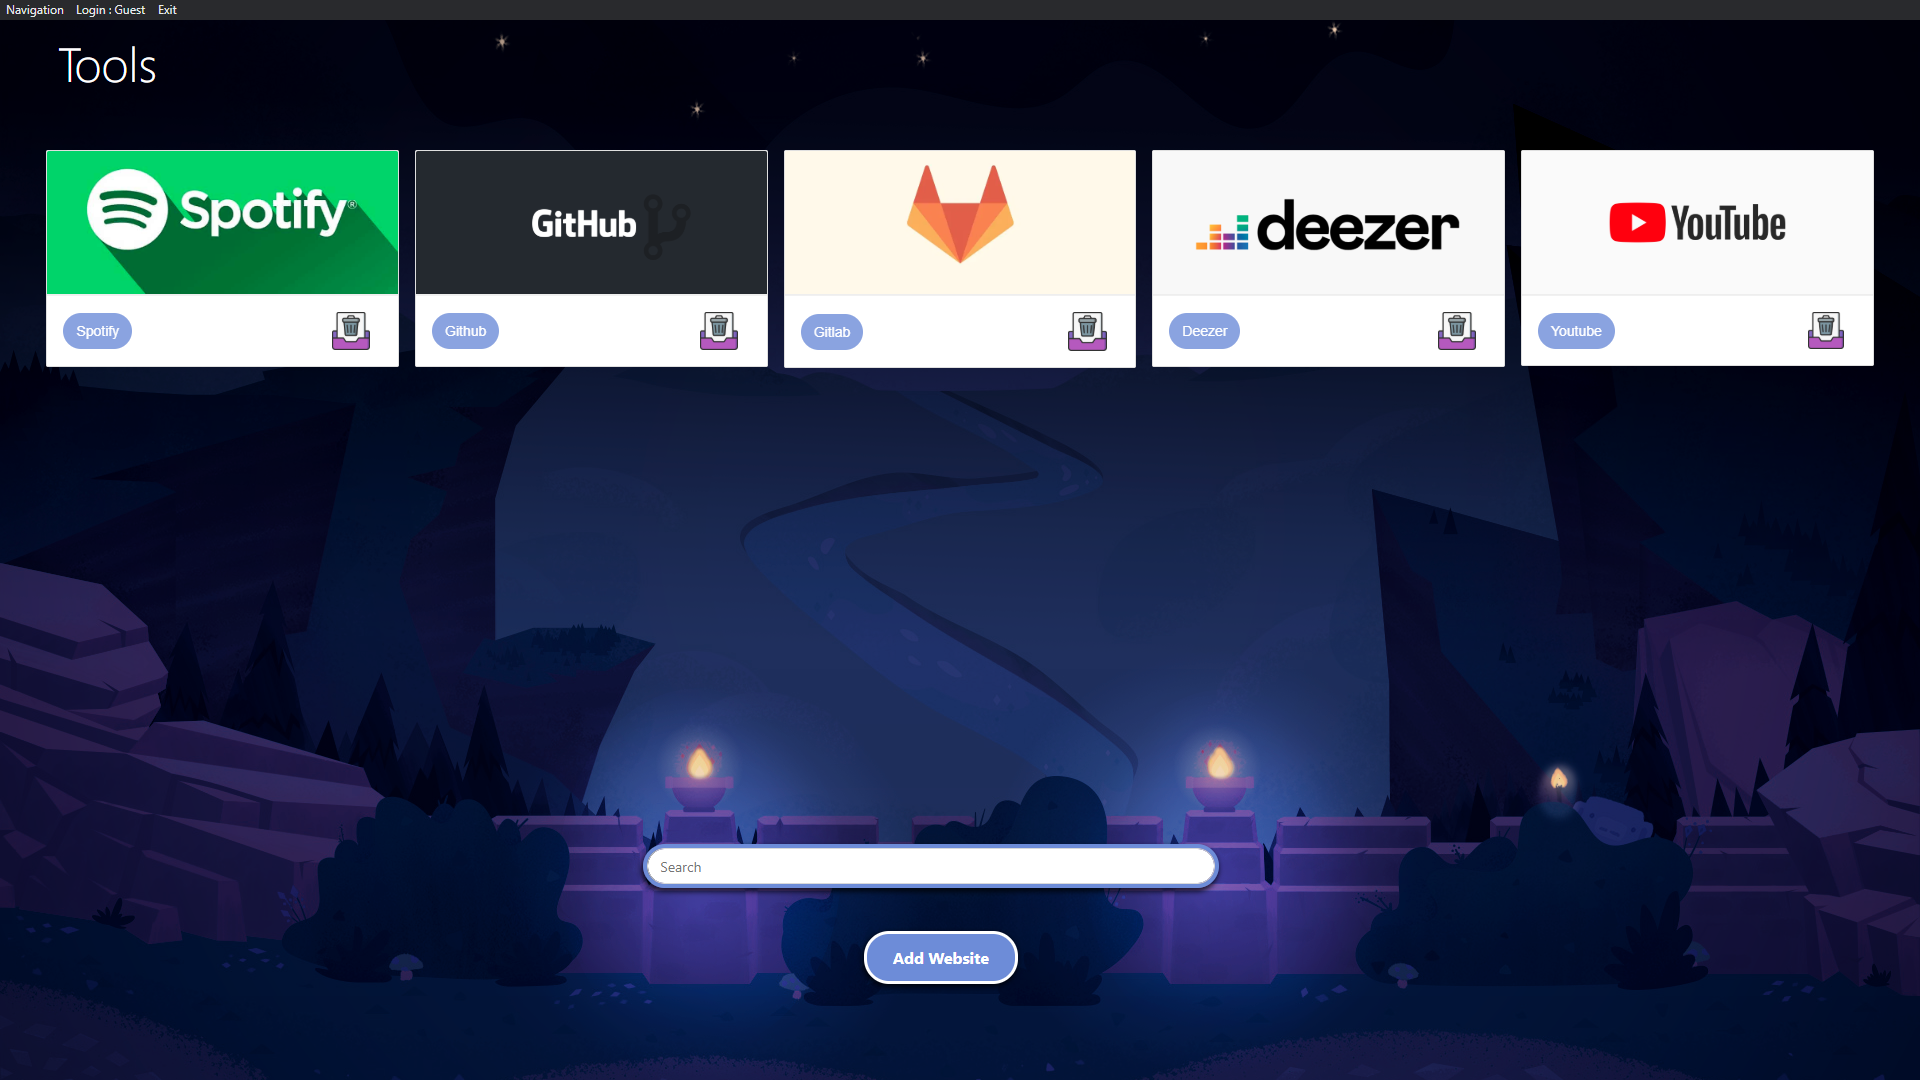 Navigation Login : Guest Exit
Tools
Spotify®
GitHub
deezer
YouTube
Spotify
Github
Gitlab
Deezer
Youtube
Search
Add Website